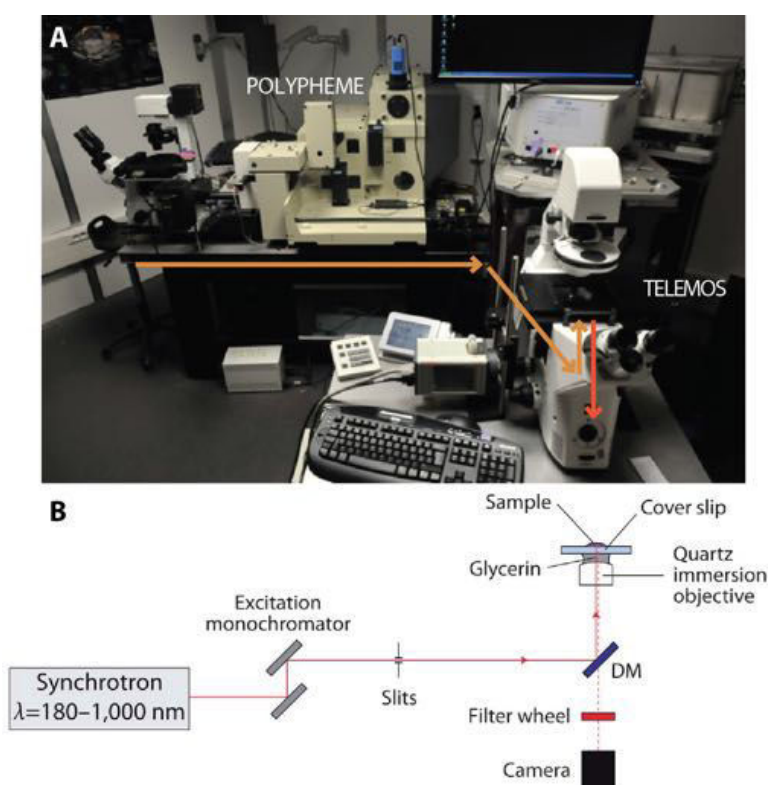 A
POLYPHEME
TELEMOS
B
Sample
Cover slip
Glycerin
Quartz
immersion
objective
Excitation
monochromator
Synchrotron
λ=180–1,000 nm
Slits
DM
Filter wheel
Camera